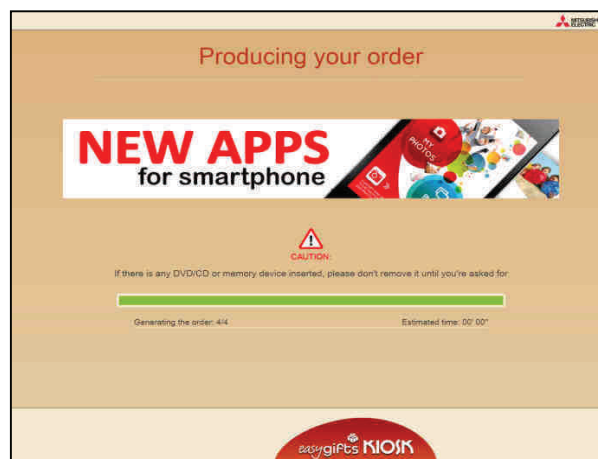 MITSUBISHI
ELECTRIC
Producing your order
NEW APPS
for smartphone
MY
PHOTOS
CAUTION:
If there is any DVD/CD or memory device inserted, please don't remove it until you're asked for
Generating the order: 4/4
Estimated time: 00' 00"
easygifts KIOSK